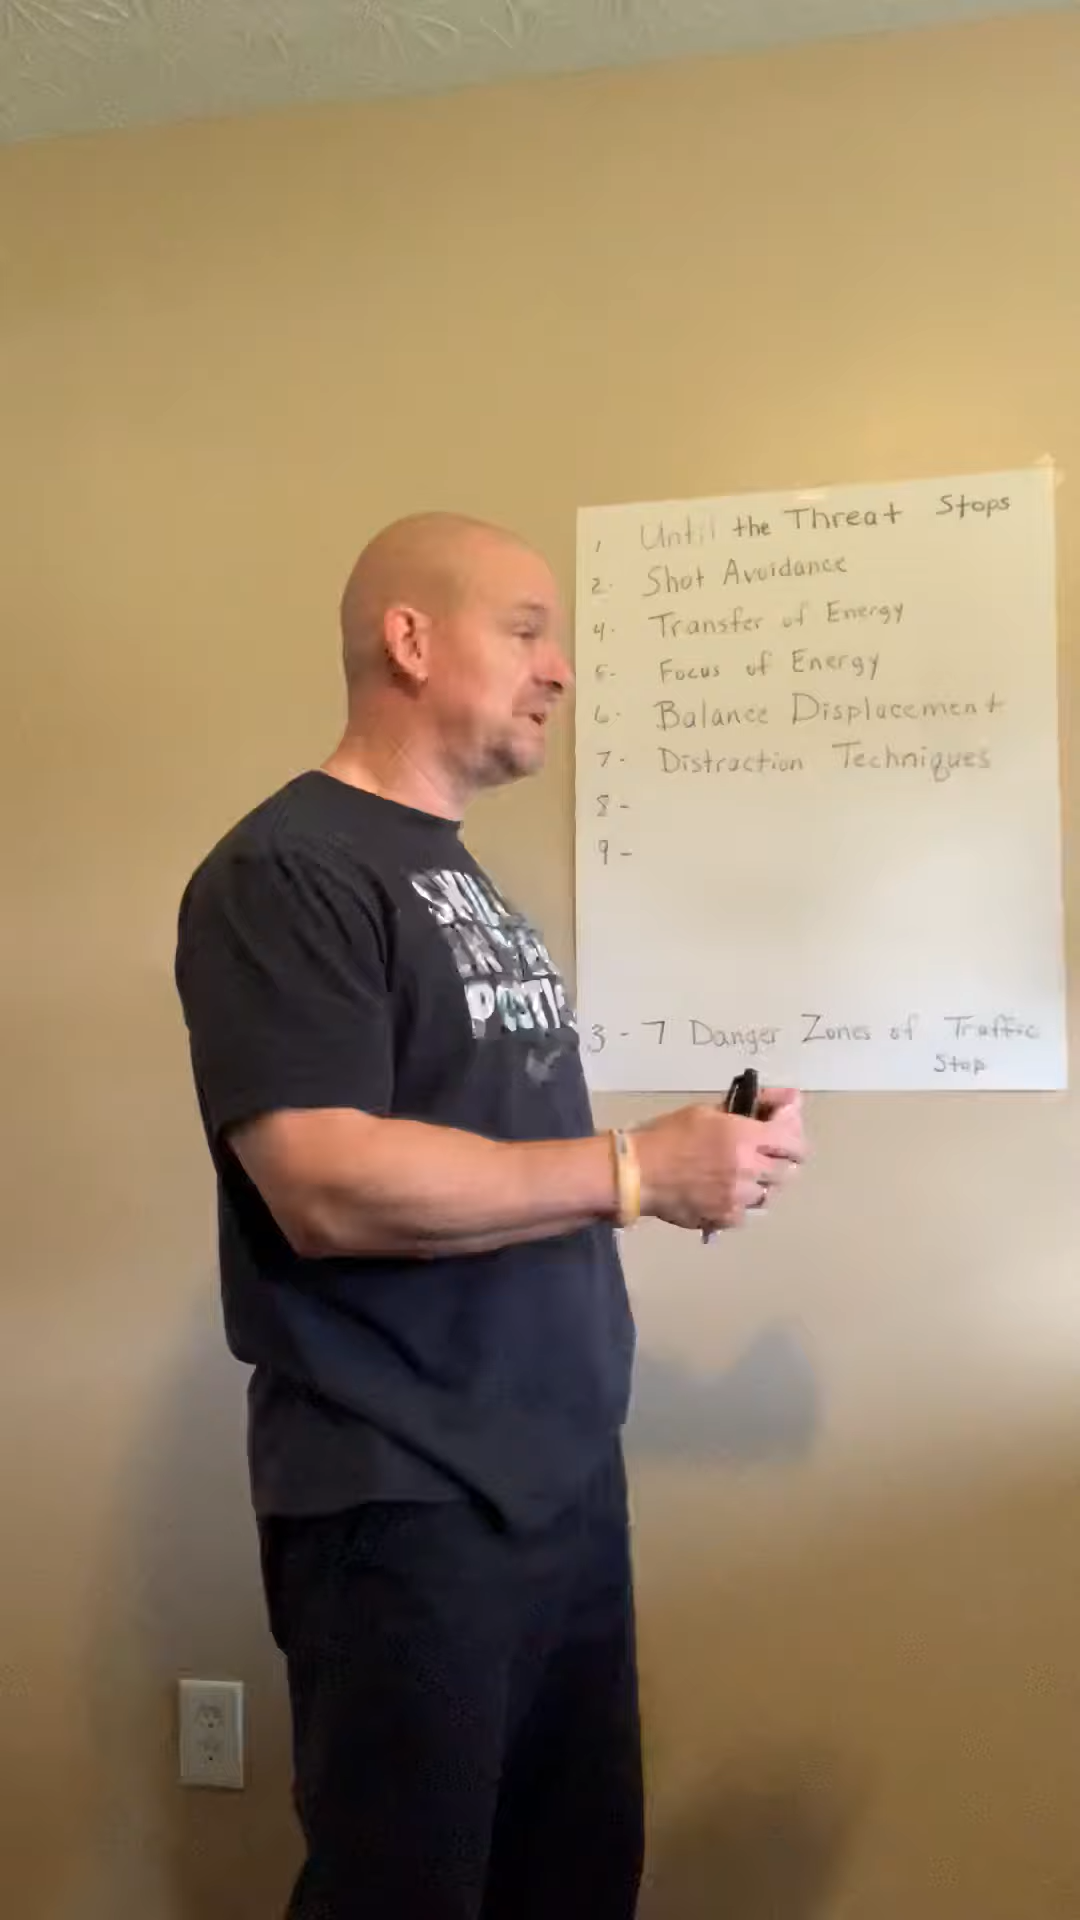 1 Until the Threat Stops
2. Shot Avoidance
4. Transfer of Energy
5- Focus of Energy
6. Balance Displacement
7. Distraction Techniques
8-
9-
3 - 7 Danger Zones of Traffic
Stop